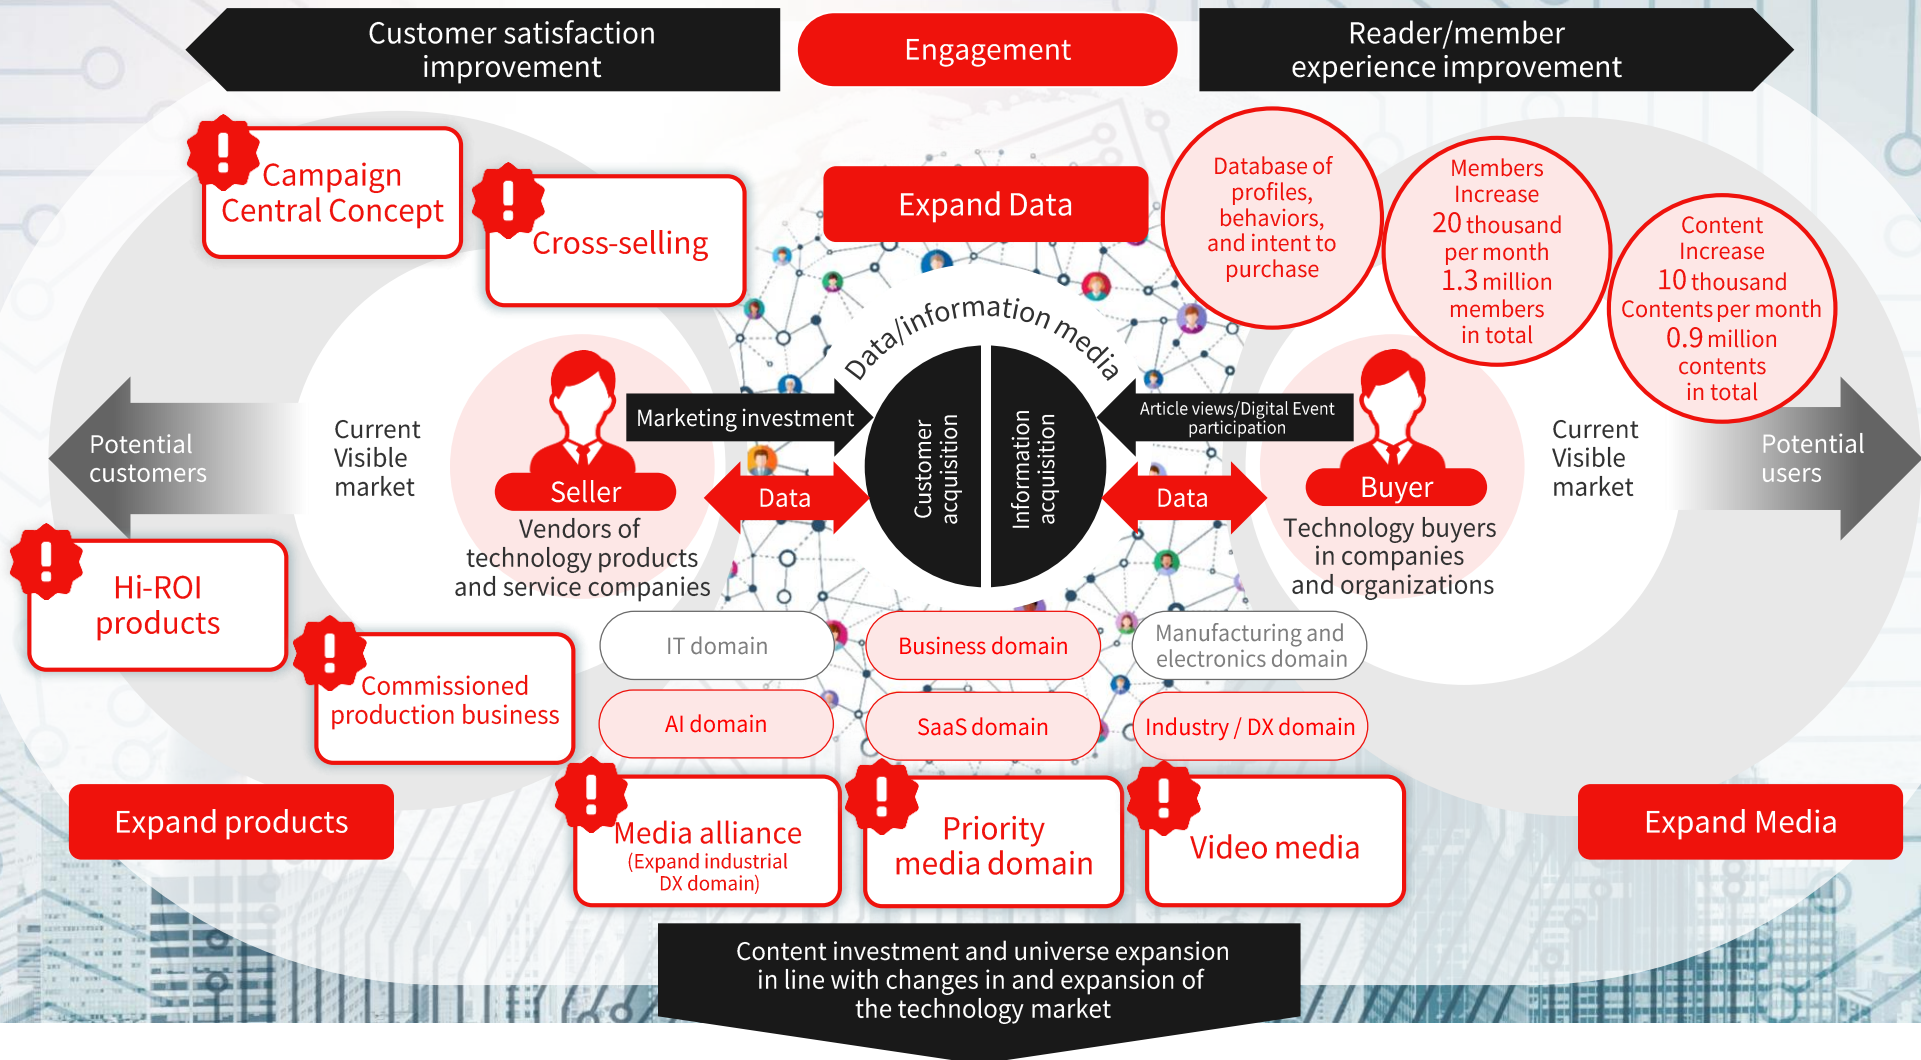 Customer satisfaction
improvement
Engagement
Reader/member
experience improvement
Campaign
Central Concept
Cross-selling
Expand Data
Database of
profiles,
behaviors,
and intent to
purchase
Members
Increase
20 thousand
per month
1.3 million
members
in total
Content
Increase
10 thousand
Contents per month
0.9 million
contents
in total
Data/information media
Potential
customers
Current
Visible
market
Seller
Vendors of
technology products
and service companies
Marketing investment
Data
Customer
acquisition
Information
acquisition
Article views/Digital Event
participation
Data
Buyer
Technology buyers
in companies
and organizations
Current
Visible
market
Potential
users
Hi-ROI
products
Commissioned
production business
IT domain
Business domain
Manufacturing and
electronics domain
AI domain
SaaS domain
Industry / DX domain
Expand products
Media alliance
(Expand industrial
DX domain)
Priority
media domain
Video media
Expand Media
Content investment and universe expansion
in line with changes in and expansion of
the technology market